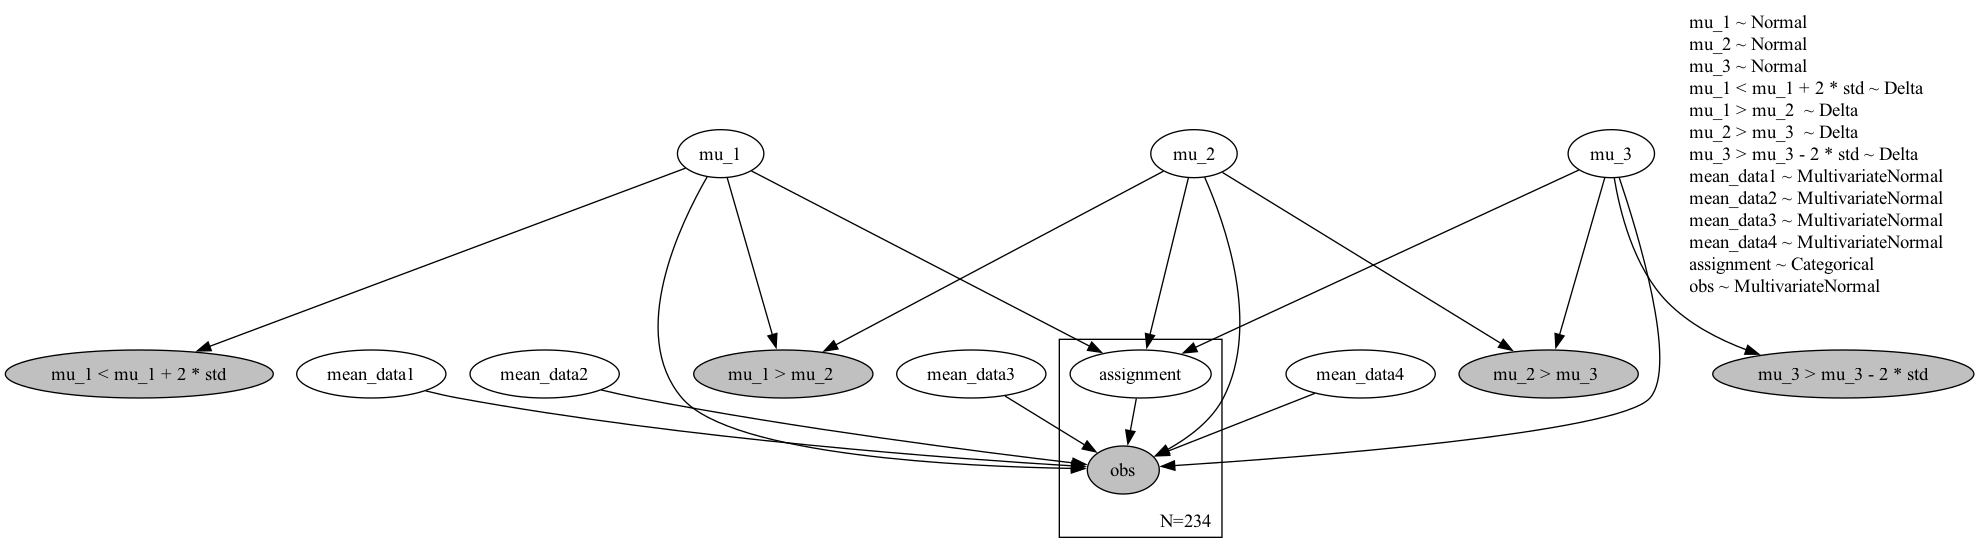 mu_1 ~ Normal
mu_2 ~ Normal
mu_3 ~ Normal
mu_1 < mu_1 + 2 * std ~ Delta
mu_1 > mu_2  ~ Delta
mu_2 > mu_3  ~ Delta
mu_3 > mu_3 - 2 * std ~ Delta
mean_data1 ~ MultivariateNormal
mean_data2 ~ MultivariateNormal
mean_data3 ~ MultivariateNormal
mean_data4 ~ MultivariateNormal
assignment ~ Categorical
obs ~ MultivariateNormal
mu_1
mu_2
mu_3
mu_1 < mu_1 + 2 * std
mean_data1
mean_data2
mu_1 > mu_2
mean_data3
assignment
mean_data4
mu_2 > mu_3
mu_3 > mu_3 - 2 * std
obs
N=234